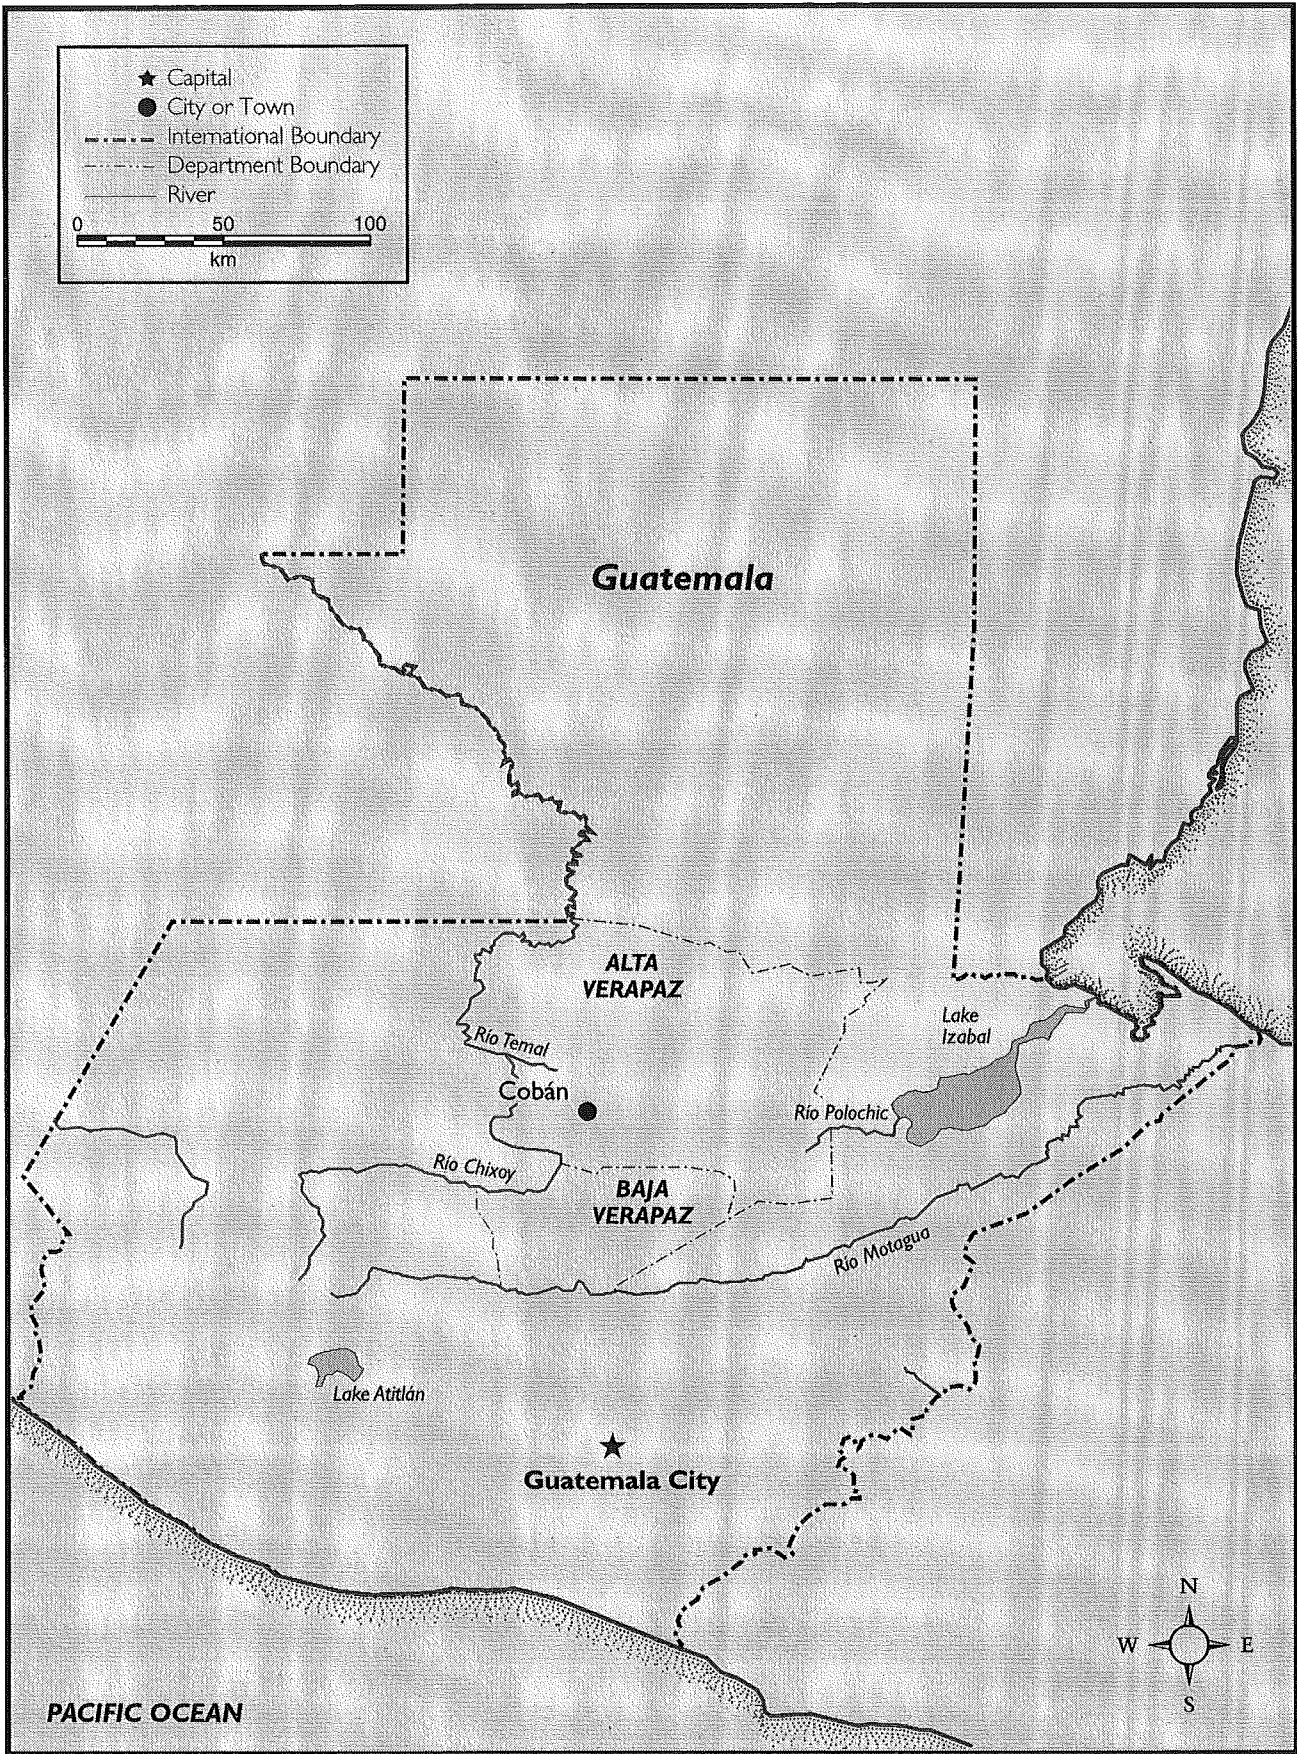 Capital
City or Town
International Boundary
Department Boundary
River
0 50 100
km
Guatemala
ALTA
VERAPAZ
Lake
Izabal
Río Temal
Cobán
Río Polochic
Río Chixoy
BAJA
VERAPAZ
Río Motagua
Lake Atitlán
Guatemala City
N
W E
S
PACIFIC OCEAN